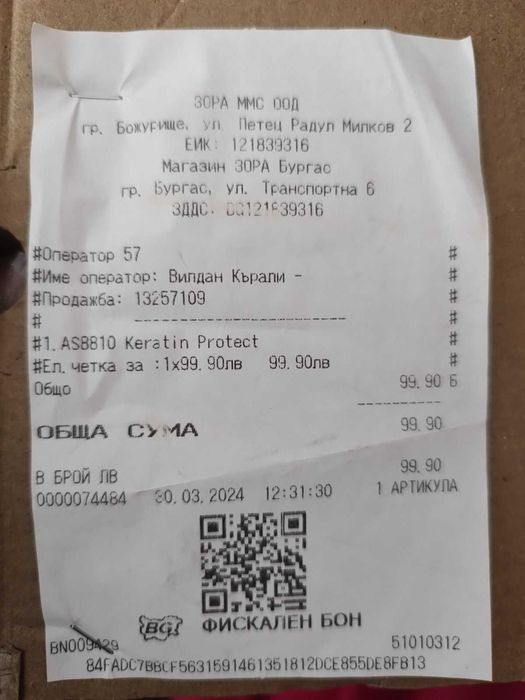 ЗОРА ММС ООД
гр. Божурище, ул. Петец Радул Милков 2
ЕИК: 121839316
Магазин ЗОРА Бургас
гр. Бургас, ул. Транспортна 6
ЗДДС: BG121839316
#Оператор 57 #
#Име оператор: Вилдан Кърали - #
#Продажба: 13257109 #
# ---------------------- #
#1. AS8810 Keratin Protect #
#Ел. четка за :1x99.90лв 99.90лв #
Общо 99.90 Б
----------
ОБЩА СУМА 99.90
В БРОЙ ЛВ 99.90
0000074484 30.03.2024 12:31:30 1 АРТИКУЛА
BG ФИСКАЛЕН БОН
BN009429 51010312
84FADC7BBCF5631591461351812DCE855DE8FB13